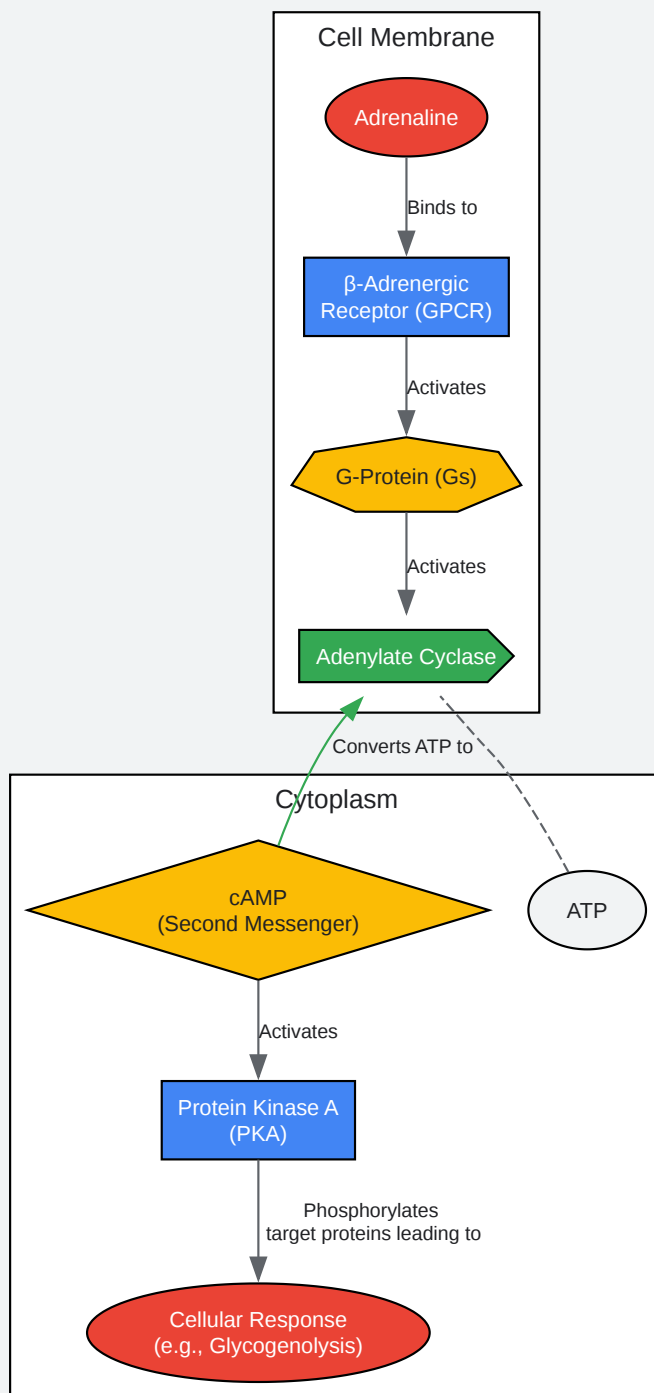 Cell Membrane
Adrenaline
Binds to
β-Adrenergic
Receptor (GPCR)
Activates
G-Protein (Gs)
Activates
Adenylate Cyclase
Converts ATP to
Cytoplasm
cAMP
(Second Messenger)
ATP
Activates
Protein Kinase A
(PKA)
Phosphorylates
target proteins leading to
Cellular Response
(e.g., Glycogenolysis)